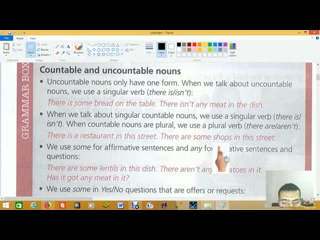 GRAMMAR BOX
Countable and uncountable nouns
• Uncountable nouns only have one form. When we talk about uncountable
nouns, we use a singular verb (there is/isn't):
There is some bread on the table. There isn't any meat in the dish.
• When we talk about singular countable nouns, we use a singular verb (there is/
isn't). When countable nouns are plural, we use a plural verb (there are/aren't):
There is a restaurant in this street. There are some shops in this street.
• We use some for affirmative sentences and any for sentences and
questions:
There are some lentils in this dish. There aren't any in it.
Has it got any meat in it?
• We use some in Yes/No questions that are offers or requests: